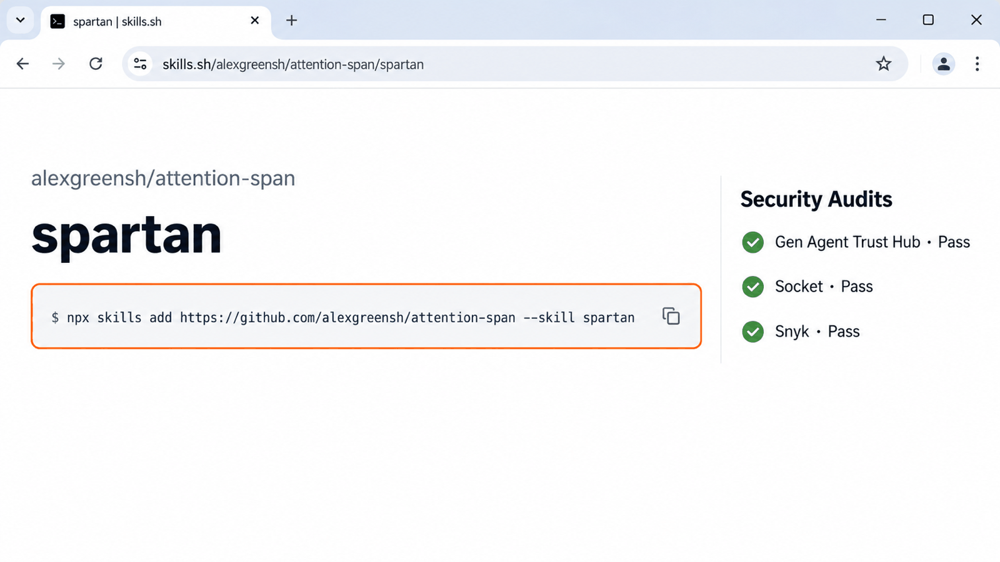 spartan | skills.sh
skills.sh/alexgreensh/attention-span/spartan
alexgreensh/attention-span
spartan
$ npx skills add https://github.com/alexgreensh/attention-span --skill spartan
Security Audits
Gen Agent Trust Hub • Pass
Socket • Pass
Snyk • Pass